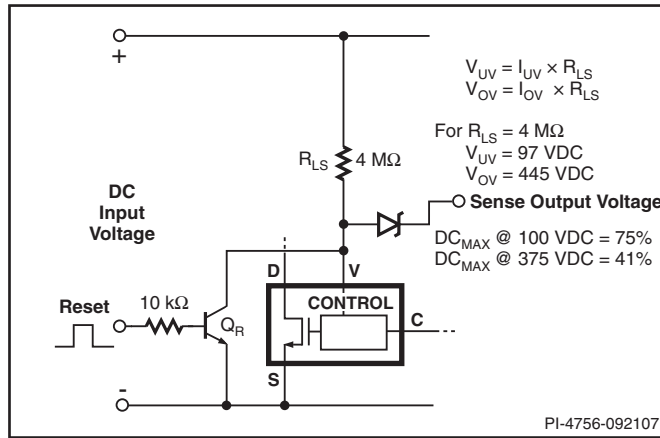 +
V_UV = I_UV × R_LS
V_OV = I_OV × R_LS
For R_LS = 4 MΩ
V_UV = 97 VDC
V_OV = 445 VDC
R_LS 4 MΩ
DC
Input
Voltage
Sense Output Voltage
DC_MAX @ 100 VDC = 75%
DC_MAX @ 375 VDC = 41%
D V
CONTROL
Reset 10 kΩ
Q_R
C
S
-
PI-4756-092107